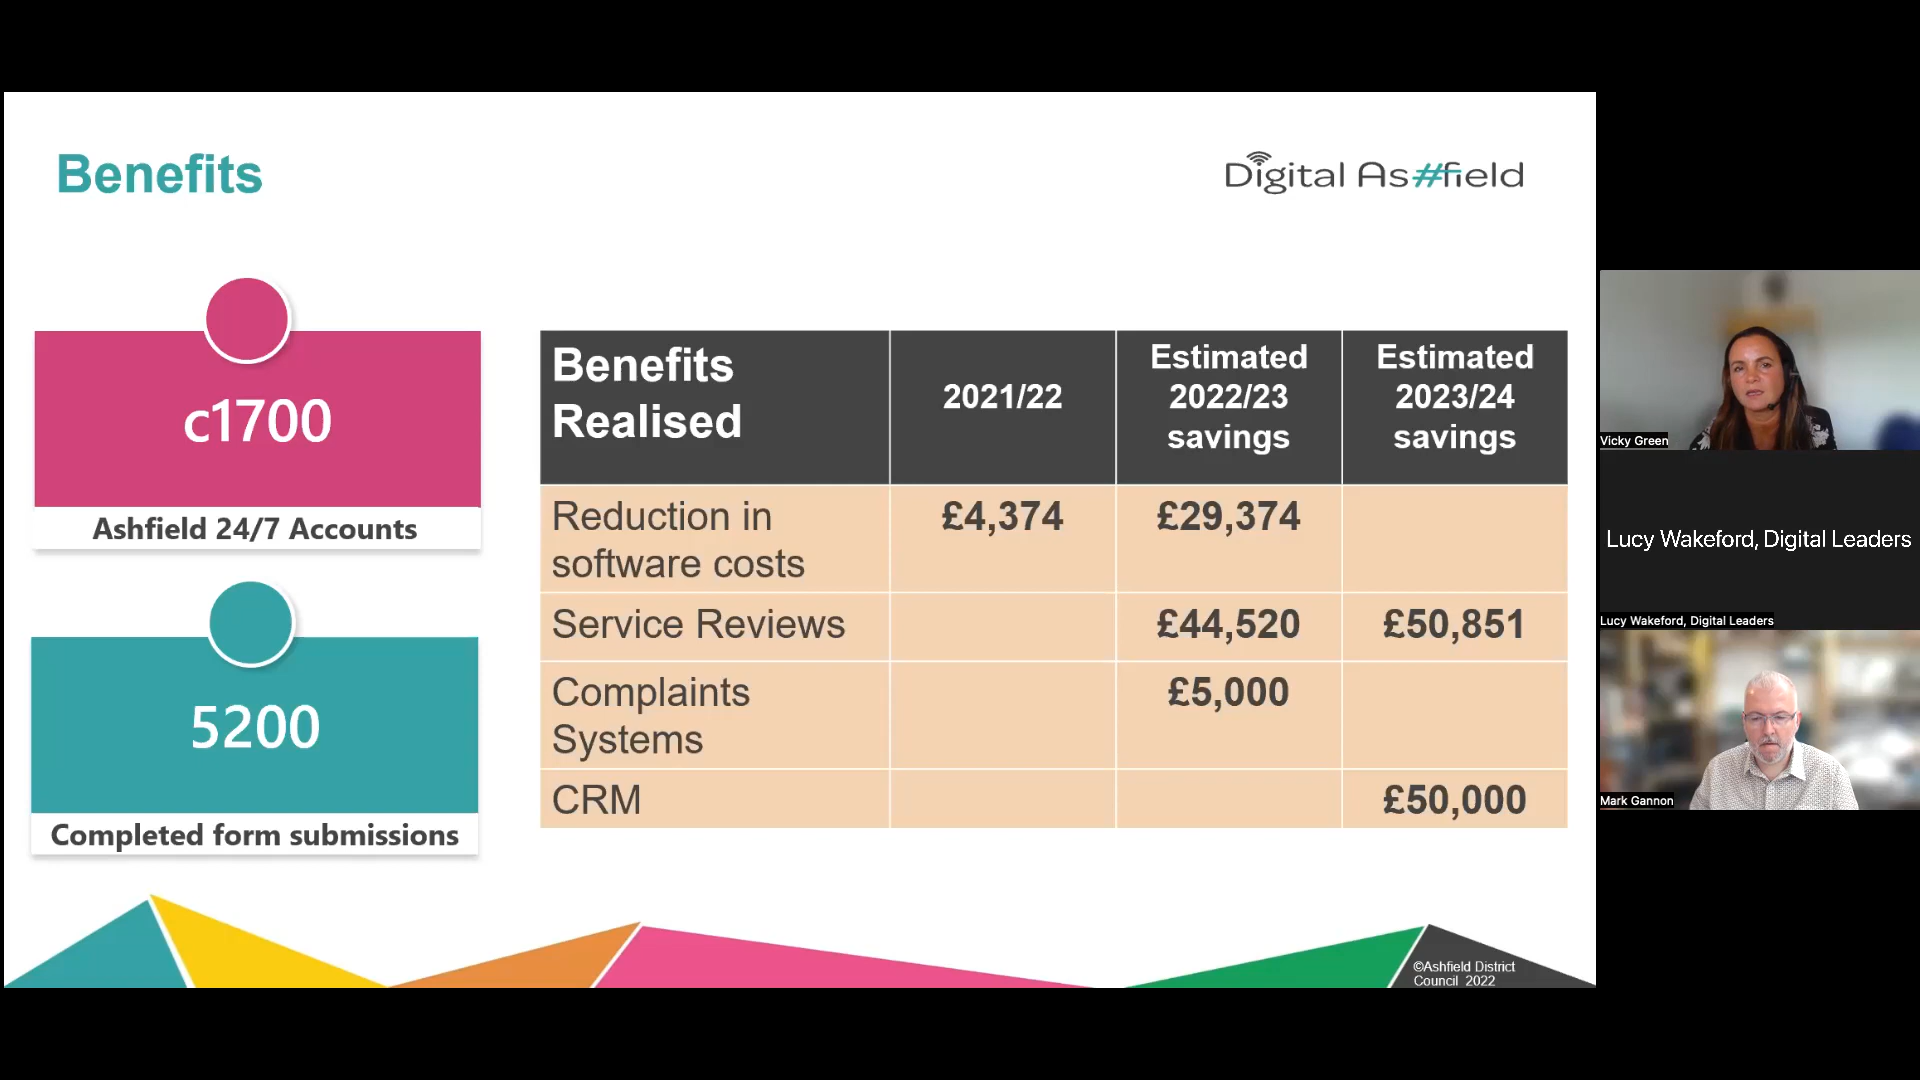 Benefits
Digital As#field
c1700
Ashfield 24/7 Accounts
5200
Completed form submissions
Benefits
Realised
2021/22
Estimated
2022/23
savings
Estimated
2023/24
savings
Reduction in
software costs
£4,374
£29,374
Service Reviews
£44,520
£50,851
Complaints
Systems
£5,000
CRM
£50,000
©Ashfield District
Council 2022
Vicky Green
Lucy Wakeford, Digital Leaders
Lucy Wakeford, Digital Leaders
Mark Gannon